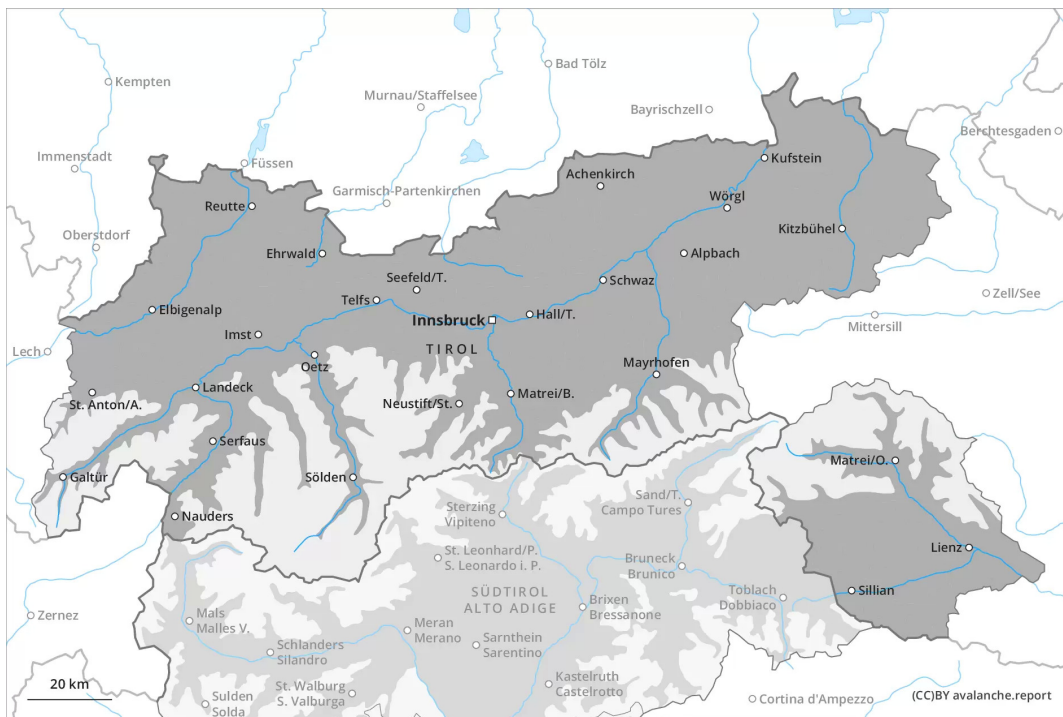 Kempten
Bad Tölz
Murnau/Staffelsee
Bayrischzell
Berchtesgaden
Immenstadt
Füssen
Kufstein
Achenkirch
Garmisch-Partenkirchen
Reutte
Wörgl
Kitzbühel
Oberstdorf
Ehrwald
Alpbach
Seefeld/T.
Schwaz
Zell/See
Telfs
Elbigenalp
Innsbruck
Hall/T.
Mittersill
Imst
TIROL
Lech
Oetz
Mayrhofen
Landeck
St. Anton/A.
Neustift/St.
Matrei/B.
Serfaus
Matrei/O.
Galtür
Sölden
Sand/T.
Campo Tures
Sterzing
Vipiteno
Nauders
Lienz
St. Leonhard/P.
S. Leonardo i. P.
Bruneck
Brunico
SÜDTIROL
ALTO ADIGE
Toblach
Dobbiaco
Sillian
Brixen
Bressanone
Zernez
Mals
Malles V.
Meran
Merano
Sarnthein
Sarentino
Schlanders
Silandro
20 km
St. Walburg
S. Valburga
Kastelruth
Castelrotto
Sulden
Solda
Cortina d'Ampezzo
(CC)BY avalanche.report